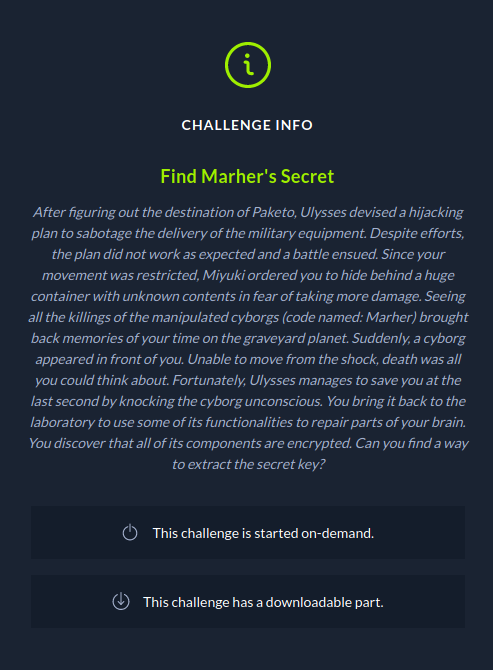 CHALLENGE INFO
Find Marher's Secret
After figuring out the destination of Paketo, Ulysses devised a hijacking
plan to sabotage the delivery of the military equipment. Despite efforts,
the plan did not work as expected and a battle ensued. Since your
movement was restricted, Miyuki ordered you to hide behind a huge
container with unknown contents in fear of taking more damage. Seeing
all the killings of the manipulated cyborgs (code named: Marher) brought
back memories of your time on the graveyard planet. Suddenly, a cyborg
appeared in front of you. Unable to move from the shock, death was all
you could think about. Fortunately, Ulysses manages to save you at the
last second by knocking the cyborg unconscious. You bring it back to the
laboratory to use some of its functionalities to repair parts of your brain.
You discover that all of its components are encrypted. Can you find a way
to extract the secret key?
This challenge is started on-demand.
This challenge has a downloadable part.